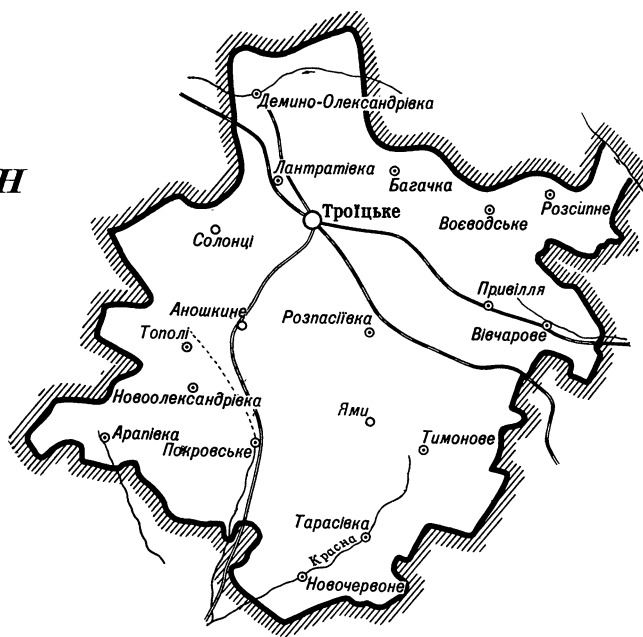 Демино-Олександрівка
Н
Лантратівка
Багачка
Троїцьке
Розсипне
Воєводське
Солонці
Привілля
Аношкине
Розпасіївка
Тополі
Вівчарове
Новоолександрівка
Ями
Арапівка
Покровське
Тимонове
Тарасівка
Красна
Новочервоне